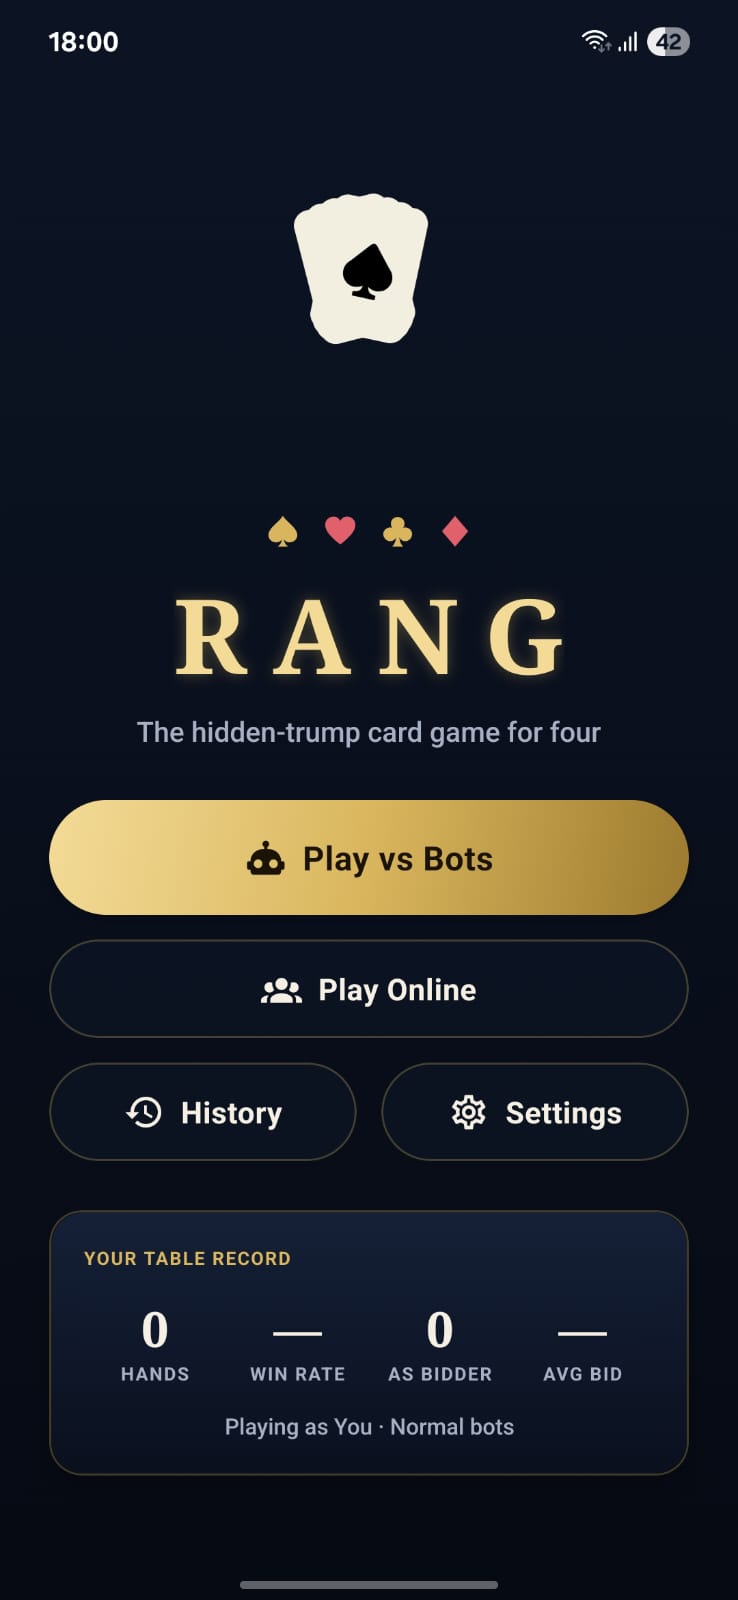 18:00
42
RANG
The hidden-trump card game for four
Play vs Bots
Play Online
History
Settings
YOUR TABLE RECORD
0 — 0 —
HANDS WIN RATE AS BIDDER AVG BID
Playing as You · Normal bots